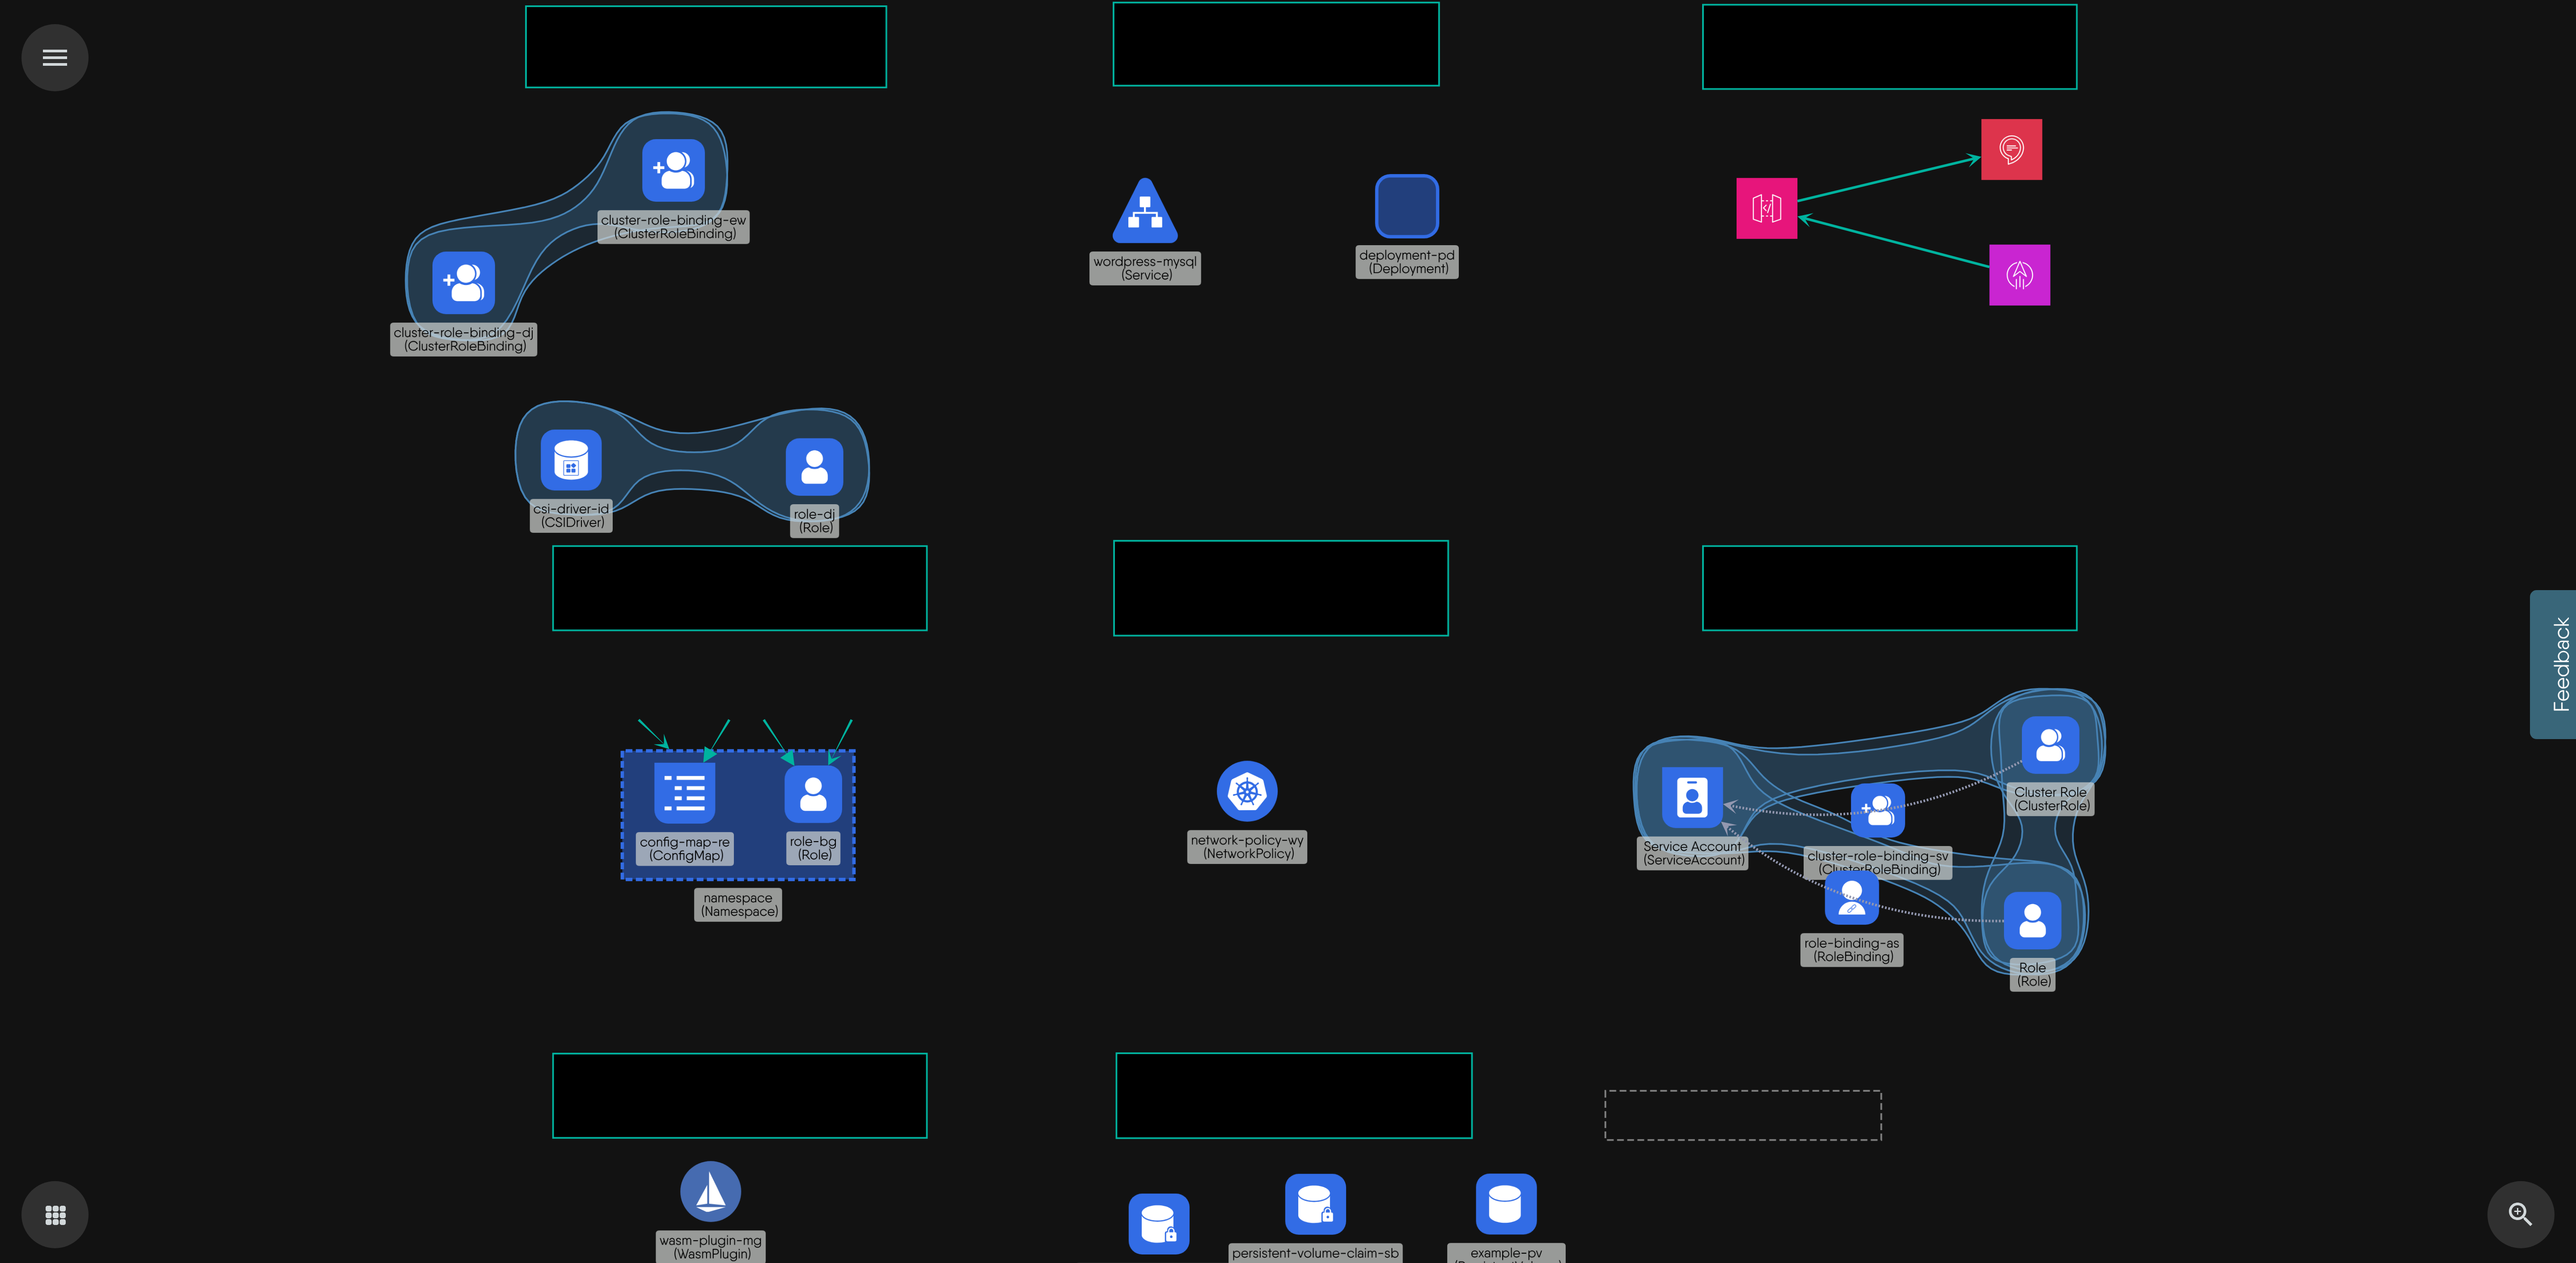 cluster-role-binding-ew
(ClusterRoleBinding)
wordpress-mysql
(Service)
deployment-pd
(Deployment)
cluster-role-binding-dj
(ClusterRoleBinding)
csi-driver-id
(CSIDriver)
role-dj
(Role)
Feedback
config-map-re
(ConfigMap)
role-bg
(Role)
namespace
(Namespace)
network-policy-wy
(NetworkPolicy)
Cluster Role
(ClusterRole)
Service Account
(ServiceAccount)
cluster-role-binding-sv
(ClusterRoleBinding)
role-binding-as
(RoleBinding)
Role
(Role)
wasm-plugin-mg
(WasmPlugin)
persistent-volume-claim-sb
example-pv